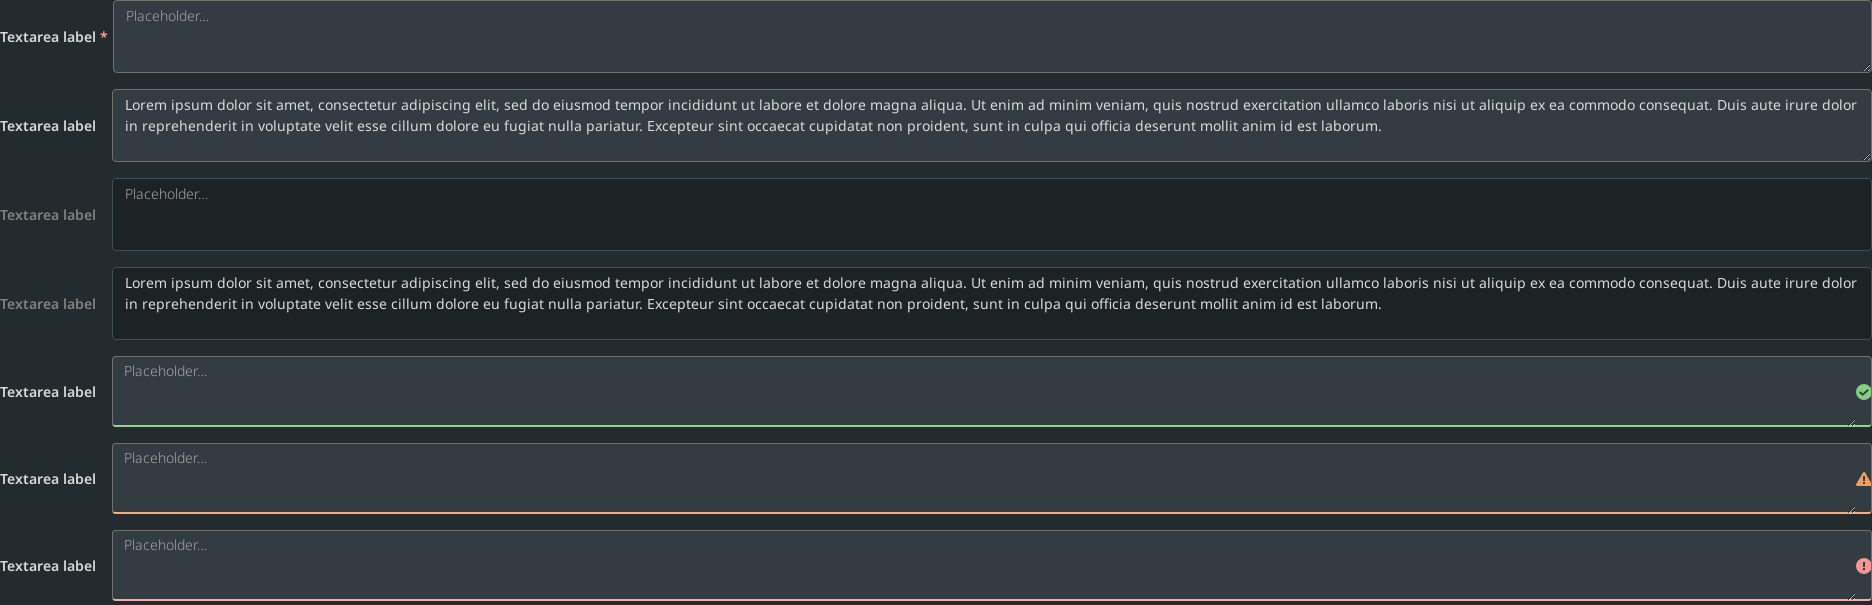 Textarea label *
Placeholder...
Textarea label
Lorem ipsum dolor sit amet, consectetur adipiscing elit, sed do eiusmod tempor incididunt ut labore et dolore magna aliqua. Ut enim ad minim veniam, quis nostrud exercitation ullamco laboris nisi ut aliquip ex ea commodo consequat. Duis aute irure dolor
in reprehenderit in voluptate velit esse cillum dolore eu fugiat nulla pariatur. Excepteur sint occaecat cupidatat non proident, sunt in culpa qui officia deserunt mollit anim id est laborum.
Textarea label
Placeholder...
Textarea label
Lorem ipsum dolor sit amet, consectetur adipiscing elit, sed do eiusmod tempor incididunt ut labore et dolore magna aliqua. Ut enim ad minim veniam, quis nostrud exercitation ullamco laboris nisi ut aliquip ex ea commodo consequat. Duis aute irure dolor
in reprehenderit in voluptate velit esse cillum dolore eu fugiat nulla pariatur. Excepteur sint occaecat cupidatat non proident, sunt in culpa qui officia deserunt mollit anim id est laborum.
Textarea label
Placeholder...
Textarea label
Placeholder...
Textarea label
Placeholder...